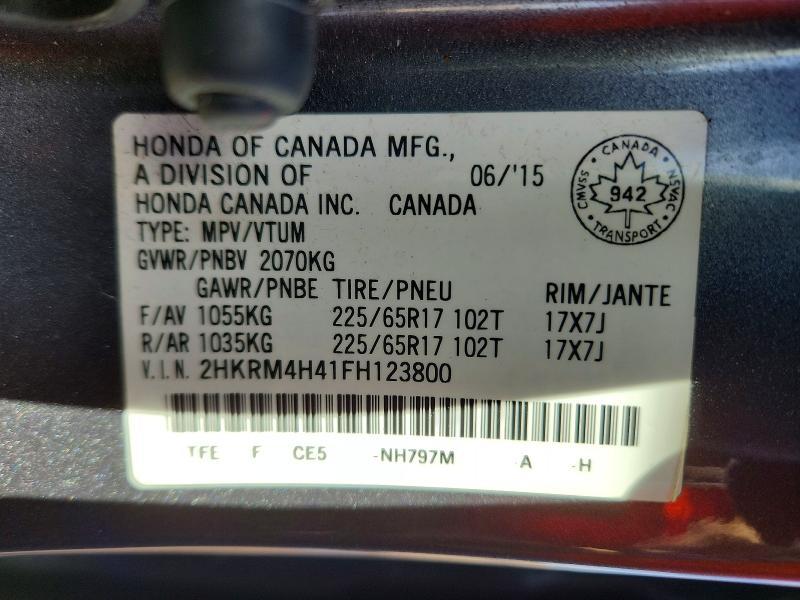 HONDA OF CANADA MFG.,
A DIVISION OF 06/'15
HONDA CANADA INC. CANADA
TYPE: MPV/VTUM
GVWR/PNBV 2070KG
GAWR/PNBE TIRE/PNEU RIM/JANTE
F/AV 1055KG 225/65R17 102T 17X7J
R/AR 1035KG 225/65R17 102T 17X7J
V.I.N. 2HKRM4H41FH123800
TFE F CE5 -NH797M A -H
CANADA
CMVSS 942 NSVAC
TRANSPORT